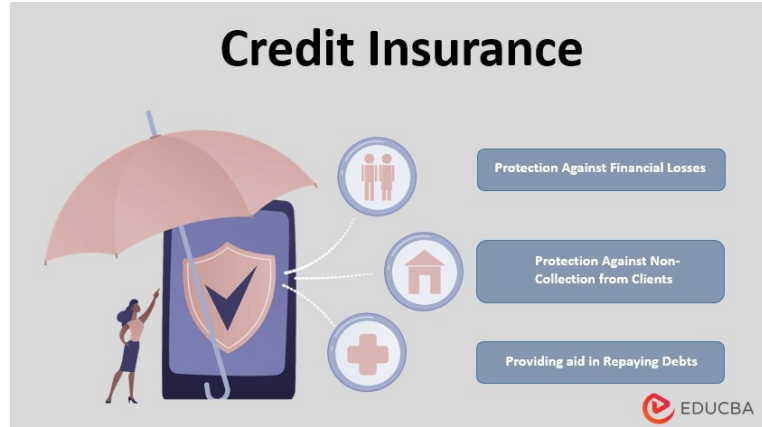 Credit Insurance
Protection Against Financial Losses
Protection Against Non-
Collection from Clients
Providing aid in Repaying Debts
EDUCBA